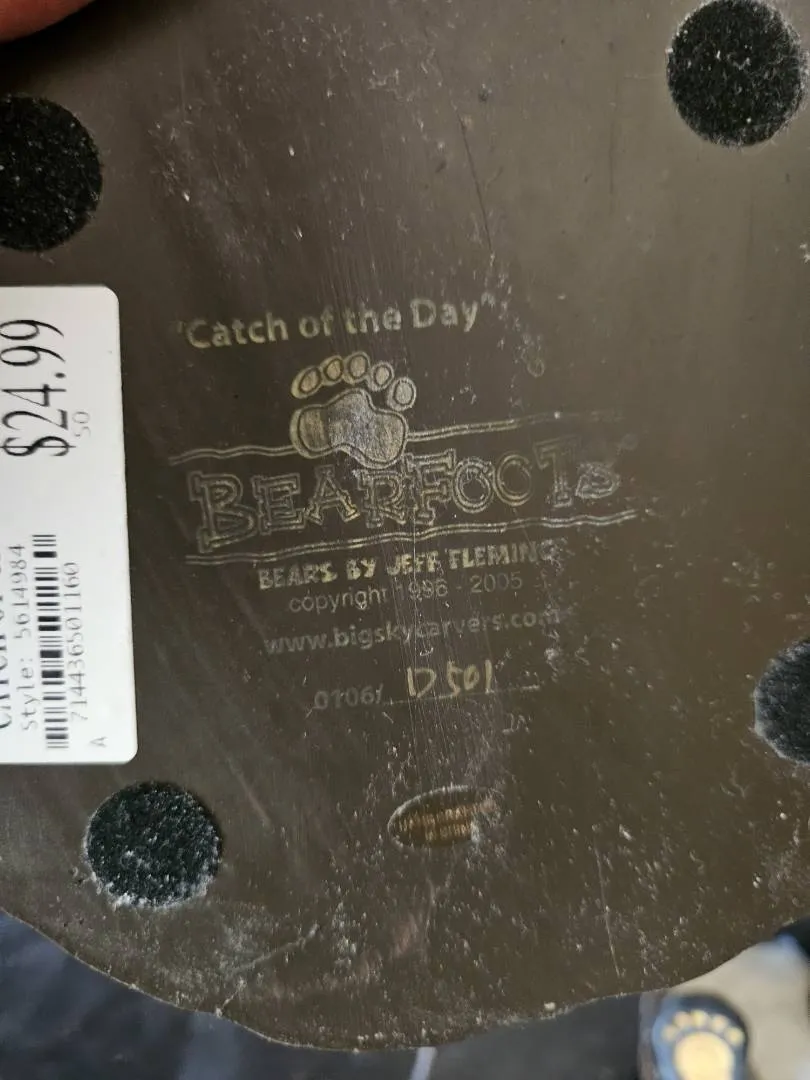 "Catch of the Day"
BEARFOOTS
BEARS BY JEFF FLEMING
copyright 1996 - 2005
www.bigskycarvers.com
0106/ D501
$24.99
50
Style: 5614984
714436501160
A